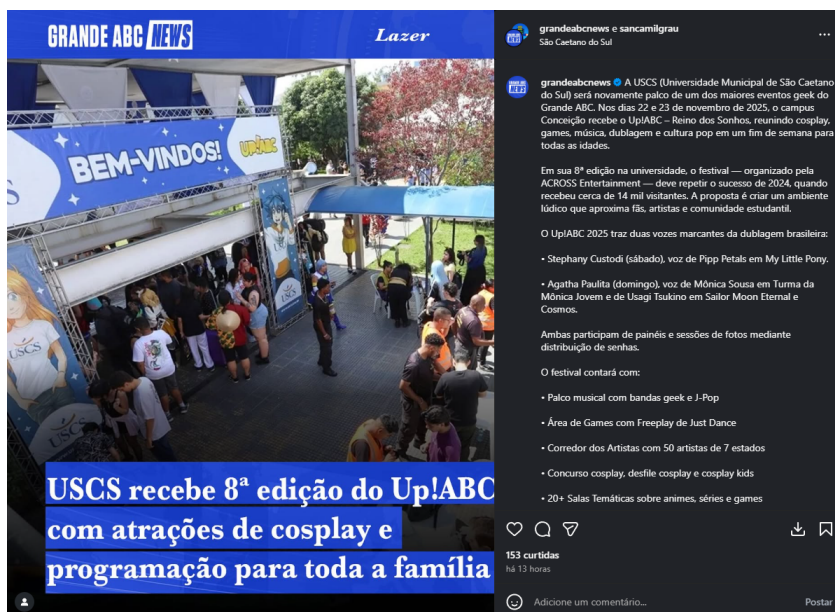 GRANDE ABC NEWS
Lazer
BEM-VINDOS!
Up!ABC
USCS
USCS
USCS
USCS recebe 8ª edição do Up!ABC
com atrações de cosplay e
programação para toda a família
grandeabcnews e sancamilgrau
São Caetano do Sul
grandeabcnews A USCS (Universidade Municipal de São Caetano
do Sul) será novamente palco de um dos maiores eventos geek do
Grande ABC. Nos dias 22 e 23 de novembro de 2025, o campus
Conceição recebe o Up!ABC – Reino dos Sonhos, reunindo cosplay,
games, música, dublagem e cultura pop em um fim de semana para
todas as idades.
Em sua 8ª edição na universidade, o festival — organizado pela
ACROSS Entertainment — deve repetir o sucesso de 2024, quando
recebeu cerca de 14 mil visitantes. A proposta é criar um ambiente
lúdico que aproxima fãs, artistas e comunidade estudantil.
O Up!ABC 2025 traz duas vozes marcantes da dublagem brasileira:
• Stephany Custodi (sábado), voz de Pipp Petals em My Little Pony.
• Agatha Paulita (domingo), voz de Mônica Sousa em Turma da
Mônica Jovem e de Usagi Tsukino em Sailor Moon Eternal e
Cosmos.
Ambas participam de painéis e sessões de fotos mediante
distribuição de senhas.
O festival contará com:
• Palco musical com bandas geek e J-Pop
• Área de Games com Freeplay de Just Dance
• Corredor dos Artistas com 50 artistas de 7 estados
• Concurso cosplay, desfile cosplay e cosplay kids
• 20+ Salas Temáticas sobre animes, séries e games
153 curtidas
há 13 horas
Adicione um comentário...
Postar